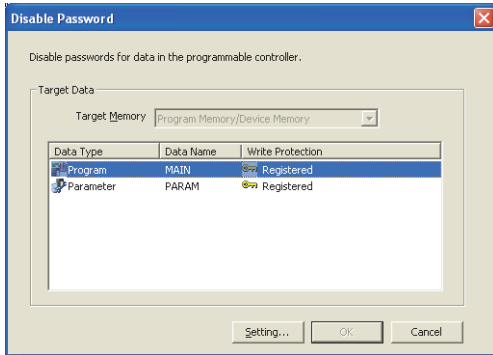 Disable Password
Disable passwords for data in the programmable controller.
Target Data
Target Memory Program Memory/Device Memory
Data Type Data Name Write Protection
Program MAIN Registered
Parameter PARAM Registered
Setting... OK Cancel